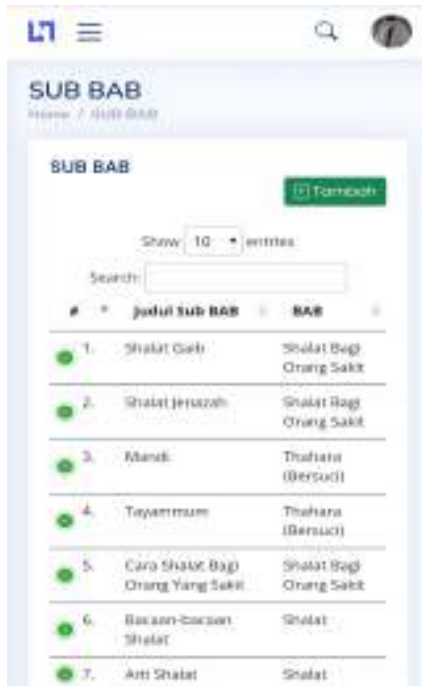 SUB BAB
Home / SUB BAB
SUB BAB
Tambah
Show 10 entries
Search:
# Judul Sub BAB BAB
1. Shalat Gaib Shalat Bagi
Orang Sakit
2. Shalat Jenazah Shalat Bagi
Orang Sakit
3. Mandi Thahara
(Bersuci)
4. Tayammum Thahara
(Bersuci)
5. Cara Shalat Bagi Shalat Bagi
Orang Yang Sakit Orang Sakit
6. Bacaan-bacaan Shalat
Shalat
7. Arti Shalat Shalat